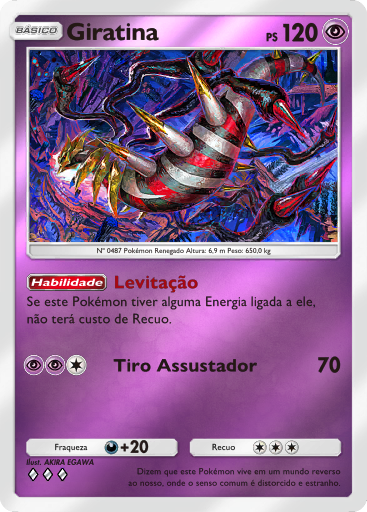 BÁSICO Giratina PS 120
Nº 0487 Pokémon Renegado Altura: 6,9 m Peso: 650,0 kg
Habilidade Levitação
Se este Pokémon tiver alguma Energia ligada a ele,
não terá custo de Recuo.
Tiro Assustador 70
Fraqueza +20 Recuo
Ilust. AKIRA EGAWA
Dizem que este Pokémon vive em um mundo reverso
ao nosso, onde o senso comum é distorcido e estranho.